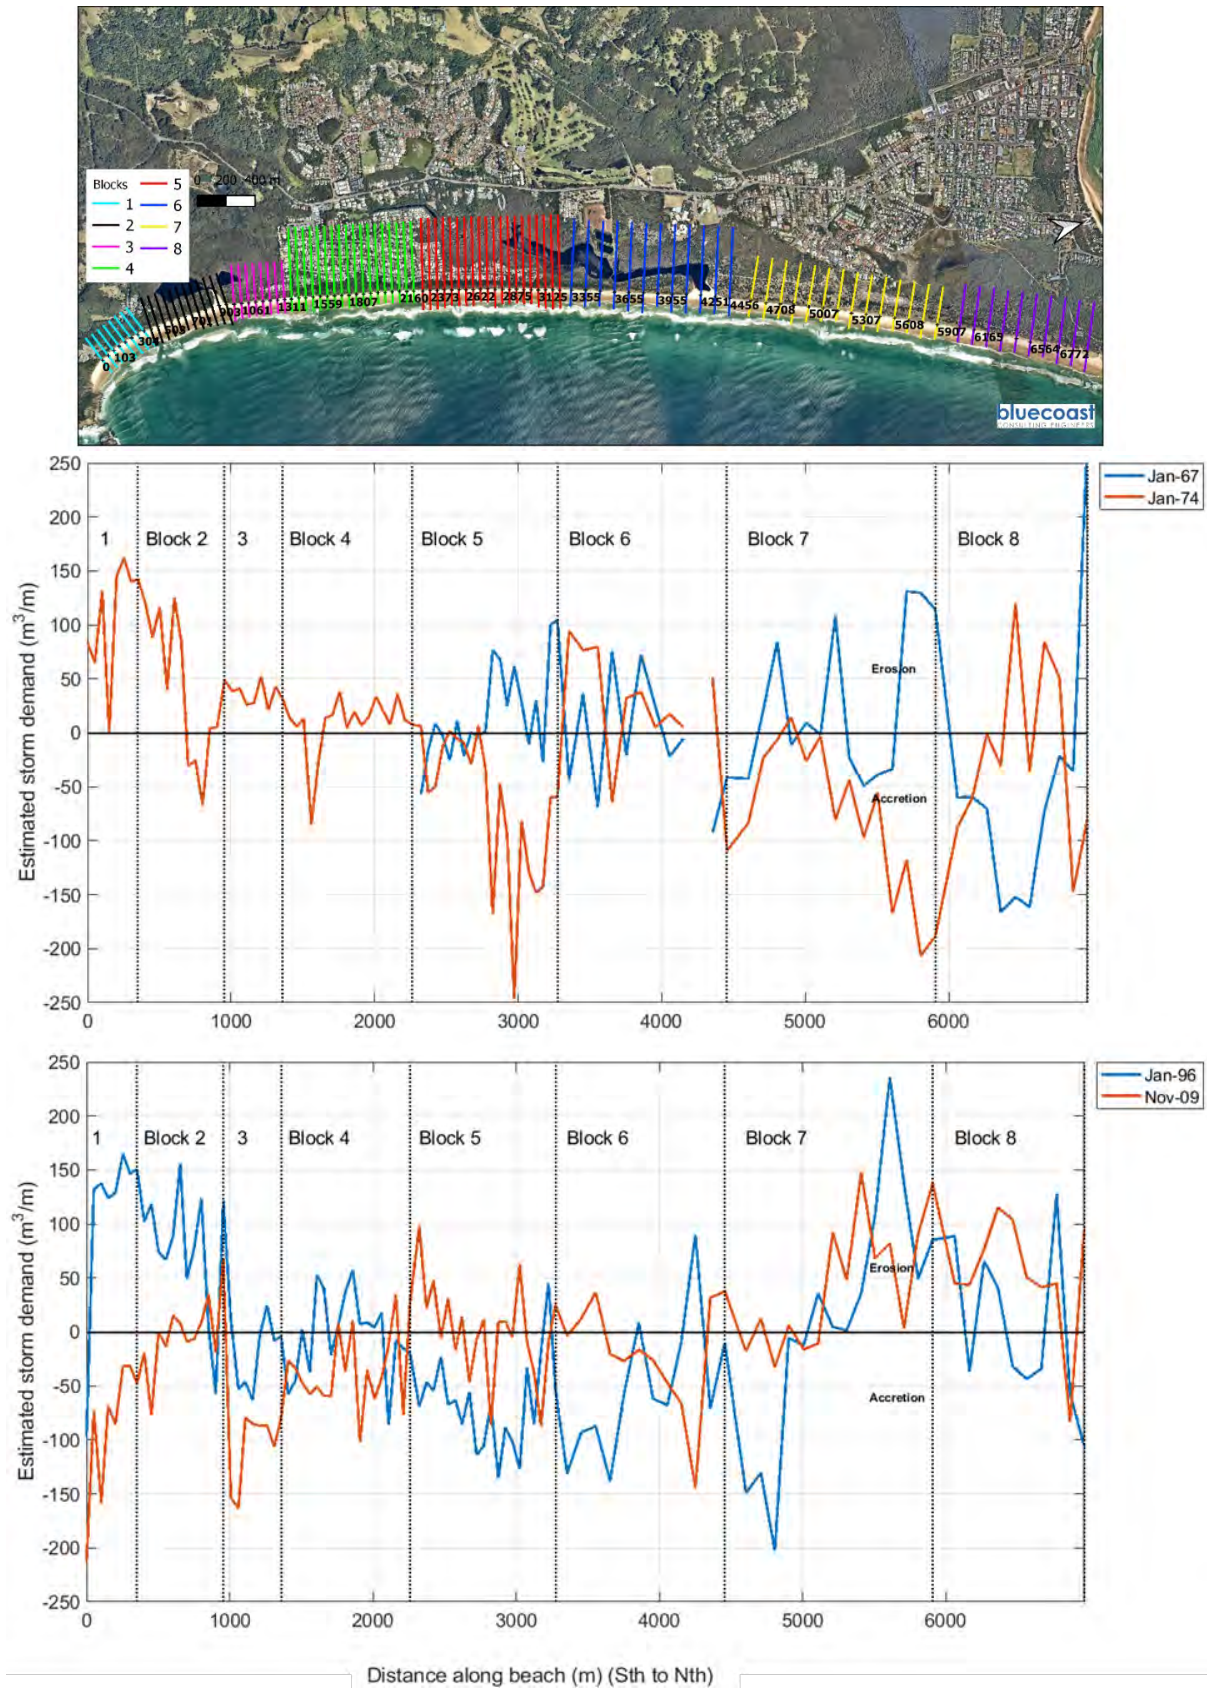 Blocks
5
1
6
2
7
3
8
4
0 200 400 m
0
103
304
508
701
903
1061
1311
1559
1807
2160
2373
2622
2875
3125
3355
3655
3955
4251
4456
4708
5007
5307
5608
5907
6165
6564
6772
bluecoast
CONSULTING ENGINEERS
Estimated storm demand (m³/m)
250
200
150
100
50
0
-50
-100
-150
-200
-250
1
Block 2
3
Block 4
Block 5
Block 6
Block 7
Block 8
Erosion
Accretion
Jan-67
Jan-74
0
1000
2000
3000
4000
5000
6000
Estimated storm demand (m³/m)
250
200
150
100
50
0
-50
-100
-150
-200
-250
1
Block 2
3
Block 4
Block 5
Block 6
Block 7
Block 8
Erosion
Accretion
Jan-96
Nov-09
0
1000
2000
3000
4000
5000
6000
Distance along beach (m) (Sth to Nth)